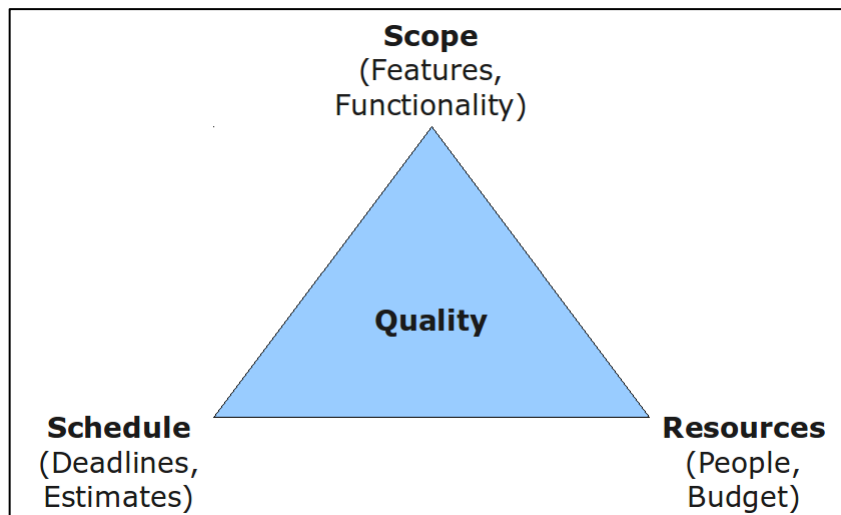 Scope
(Features,
Functionality)
Quality
Schedule
(Deadlines,
Estimates)
Resources
(People,
Budget)